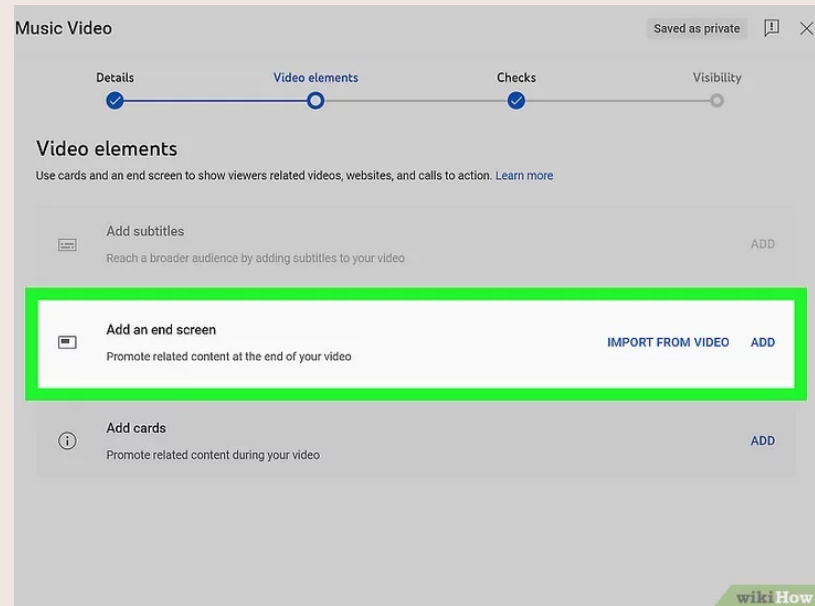 Music Video
Saved as private
Details
Video elements
Checks
Visibility
Video elements
Use cards and an end screen to show viewers related videos, websites, and calls to action. Learn more
Add subtitles
Reach a broader audience by adding subtitles to your video
ADD
Add an end screen
Promote related content at the end of your video
IMPORT FROM VIDEO ADD
Add cards
Promote related content during your video
ADD
wikiHow